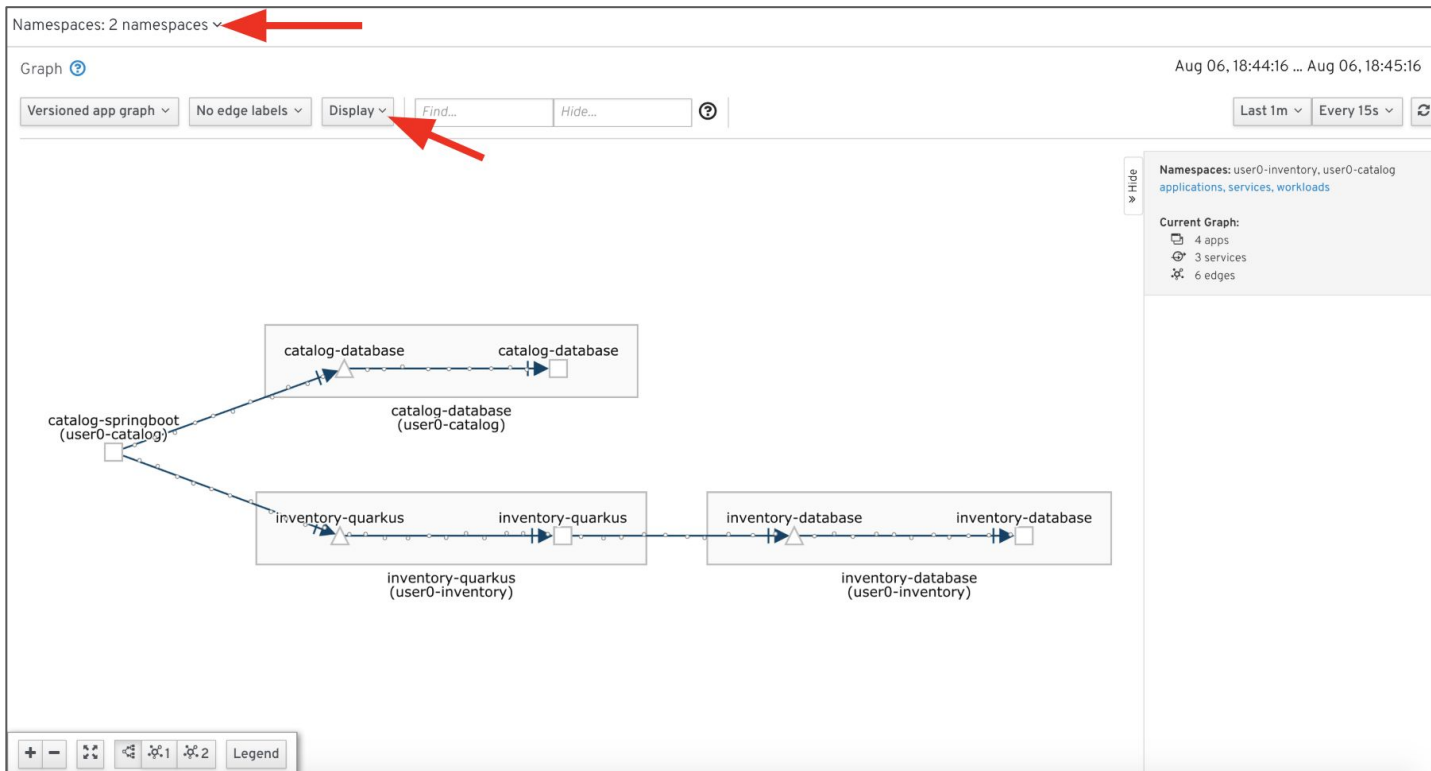 Namespaces: 2 namespaces
Graph
Aug 06, 18:44:16 ... Aug 06, 18:45:16
Versioned app graph No edge labels Display Find... Hide... Last 1m Every 15s
Hide
Namespaces: user0-inventory, user0-catalog
applications, services, workloads
Current Graph:
4 apps
3 services
6 edges
catalog-database catalog-database
catalog-database
(user0-catalog)
catalog-springboot
(user0-catalog)
inventory-quarkus inventory-quarkus
inventory-database inventory-database
inventory-quarkus
(user0-inventory)
inventory-database
(user0-inventory)
1 2 Legend